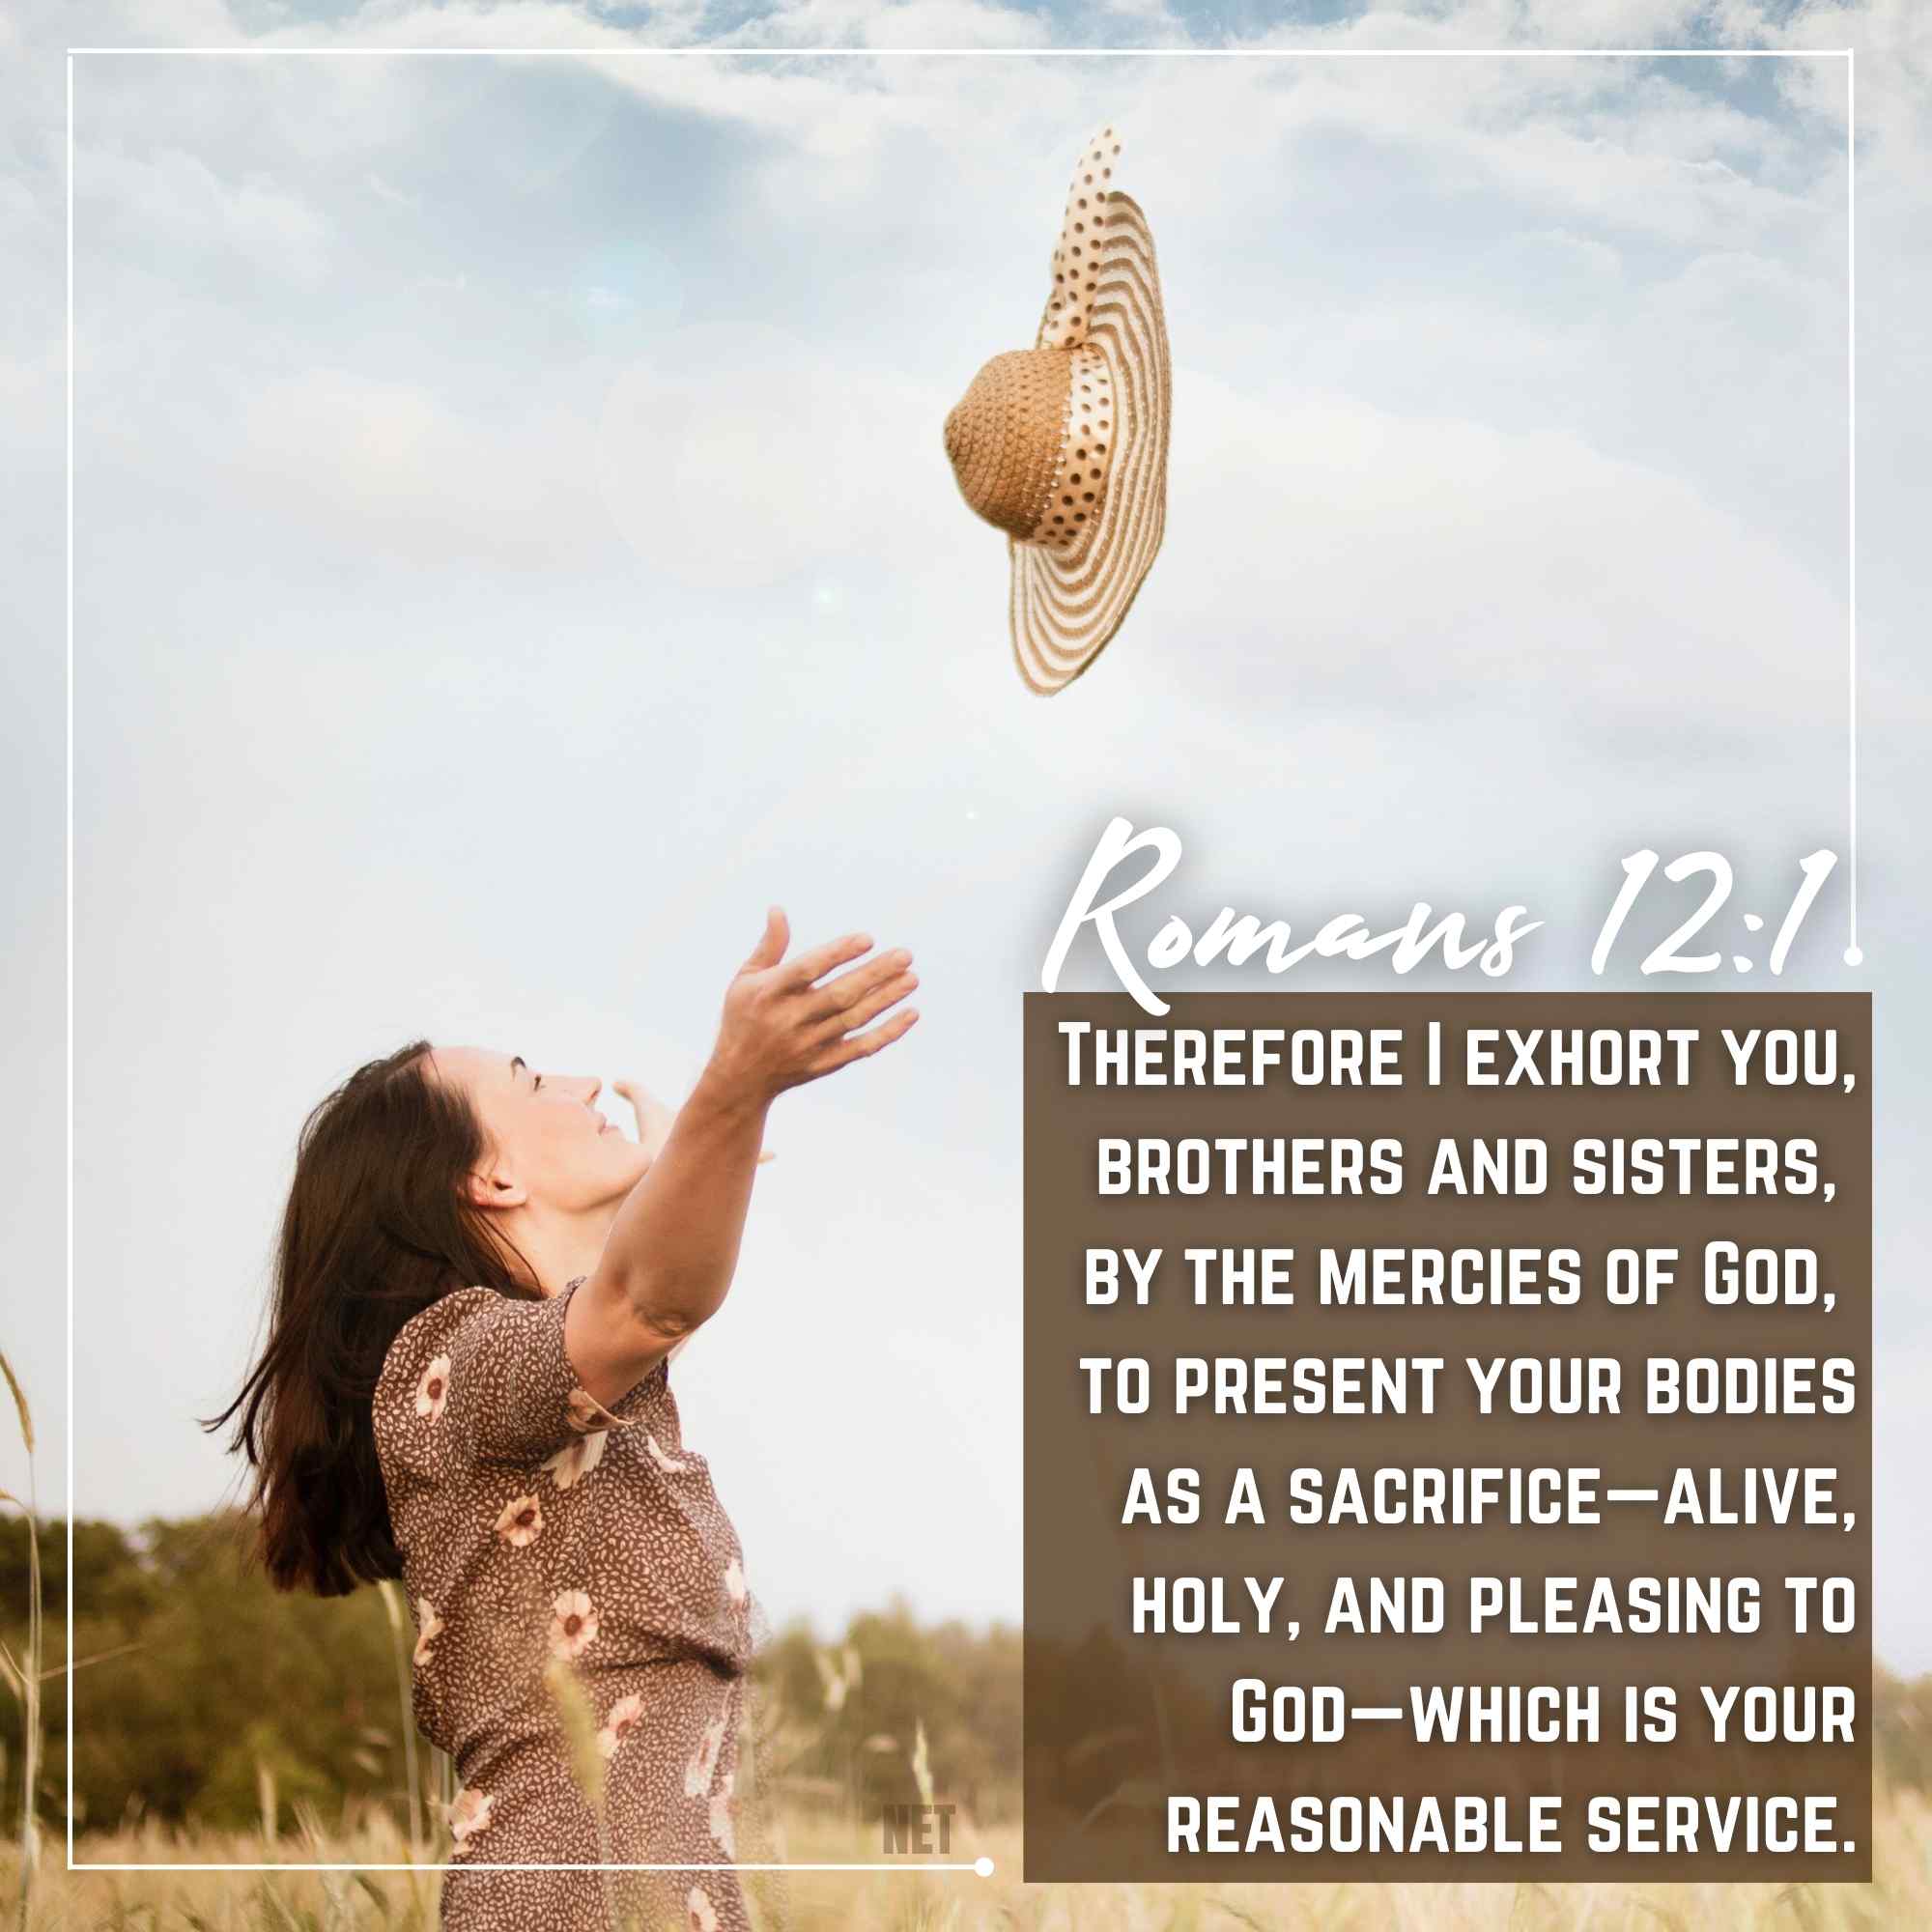 Romans 12:1
Therefore I exhort you,
brothers and sisters,
by the mercies of God,
to present your bodies
as a sacrifice—alive,
holy, and pleasing to
God—which is your
reasonable service.
NET